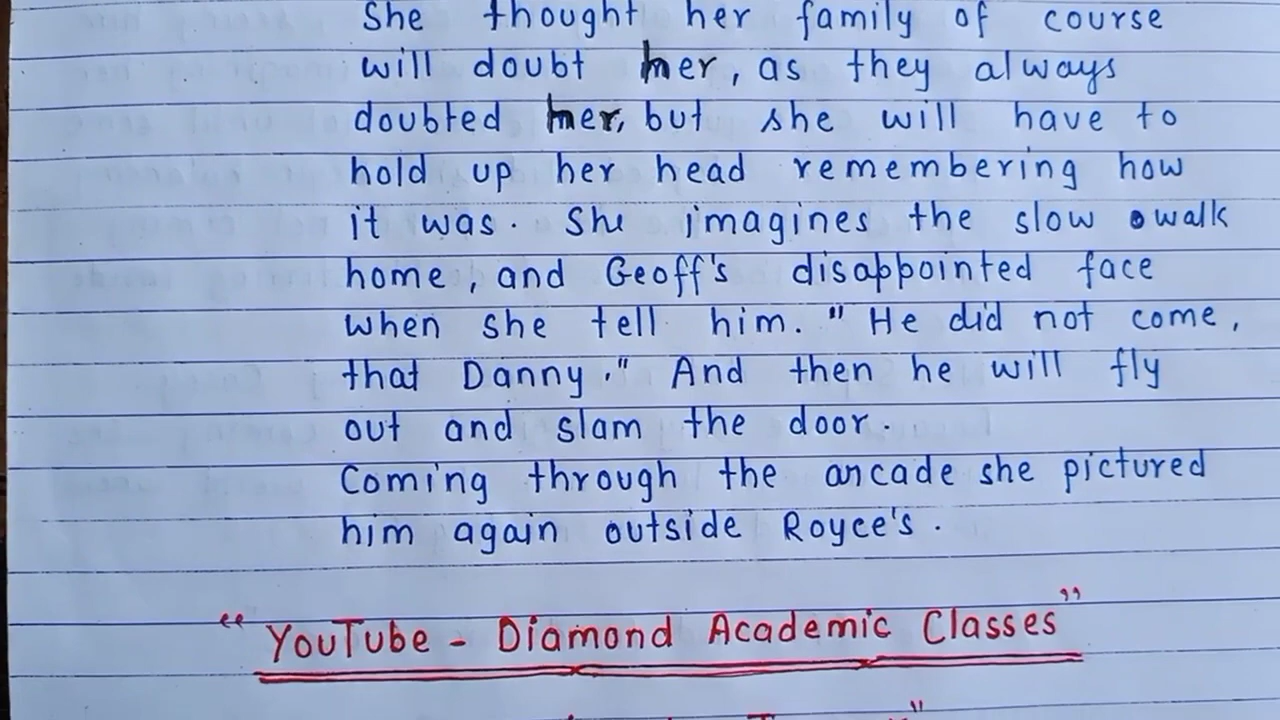 She thought her family of course
will doubt her, as they always
doubted her, but she will have to
hold up her head remembering how
it was. She imagines the slow walk
home, and Geoff's disappointed face
when she tell him. "He did not come,
that Danny." And then he will fly
out and slam the door.
Coming through the arcade she pictured
him again outside Royce's.
"YouTube - Diamond Academic Classes"